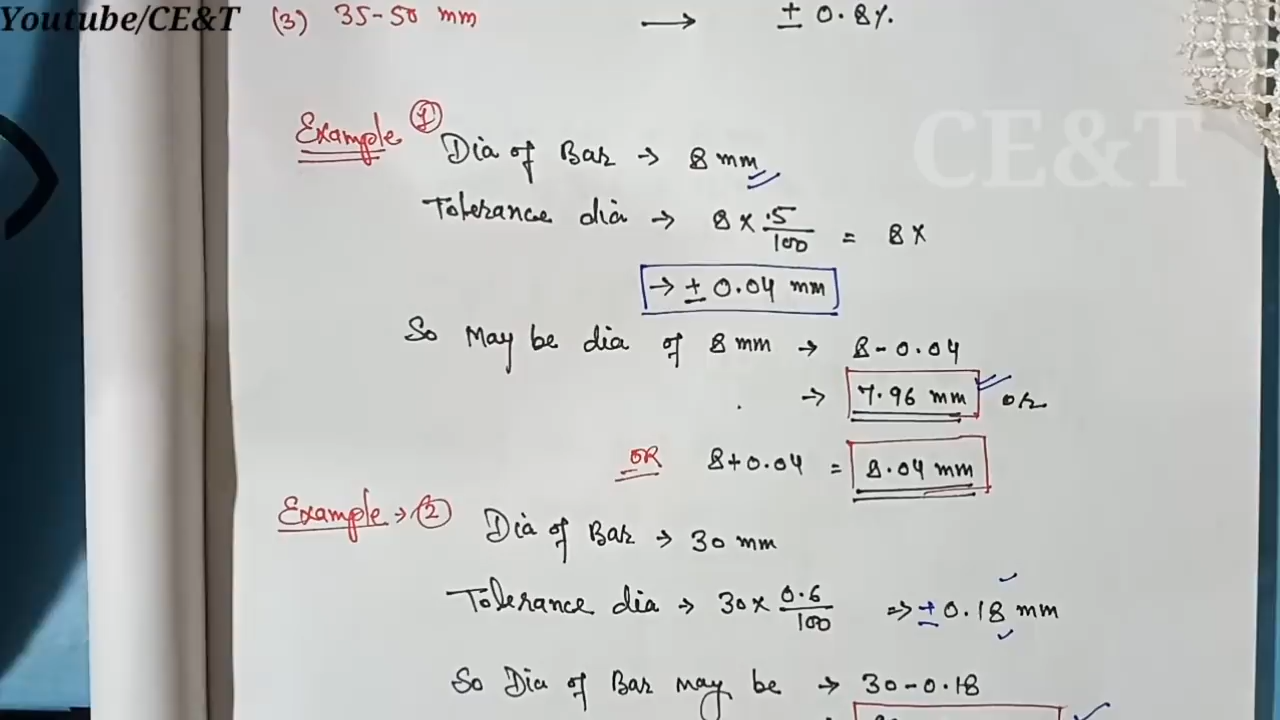 Youtube/CE&T
(3) 35-50 mm → ± 0.8%.
CE&T
Example ① Dia of Bar → 8 mm
Tolerance dia → 8 × .5/100 = 8 ×
→ ± 0.04 mm
So May be dia of 8 mm → 8-0.04
→ 7.96 mm or
OR 8+0.04 = 8.04 mm
Example → ② Dia of Bar → 30 mm
Tolerance dia → 30 × 0.6/100 ⇒ ± 0.18 mm
So Dia of Bar may be → 30-0.18